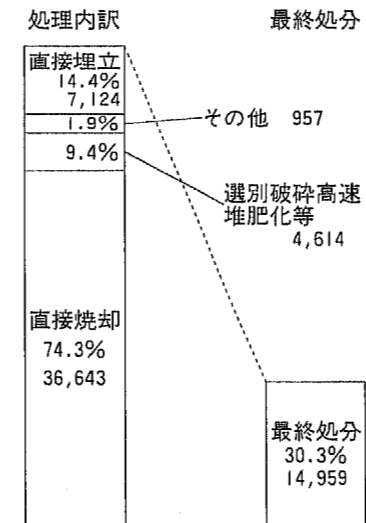 処理内訳
最終処分
直接埋立
14.4%
7,124
1.9%
その他 957
9.4%
選別破砕高速
堆肥化等
4,614
直接焼却
74.3%
36,643
最終処分
30.3%
14,959